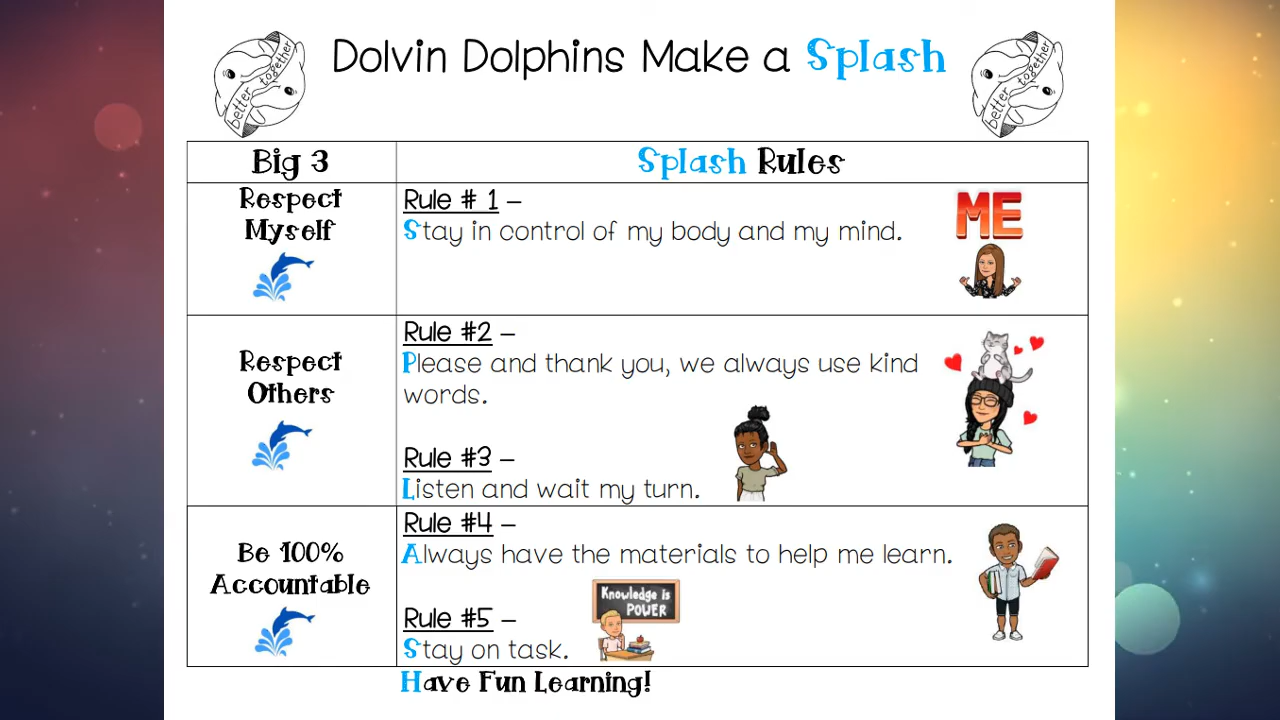 Dolvin Dolphins Make a Splash
better together
better together
Big 3
Splash Rules
Respect
Myself
Rule # 1 –
Stay in control of my body and my mind.
ME
Respect
Others
Rule #2 –
Please and thank you, we always use kind
words.
Rule #3 –
Listen and wait my turn.
Be 100%
Accountable
Rule #4 –
Always have the materials to help me learn.
Knowledge is
POWER
Rule #5 –
Stay on task.
Have Fun Learning!